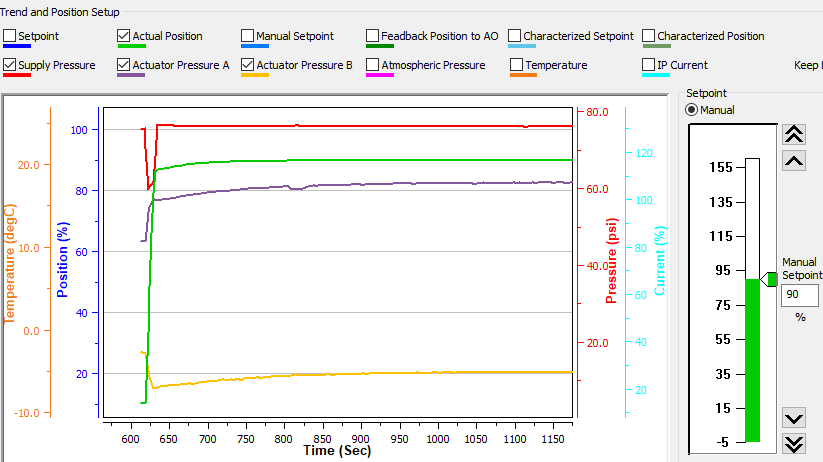 Trend and Position Setup
Setpoint Actual Position Manual Setpoint Feadback Position to AO Characterized Setpoint Characterized Position
Supply Pressure Actuator Pressure A Actuator Pressure B Atmospheric Pressure Temperature IP Current Keep L
Setpoint
Manual
Temperature (degC)
20.0
10.0
0.0
-10.0
Position (%)
100
80
60
40
20
80.0
60.0
40.0
20.0
Pressure (psi)
120
100
80
60
40
20
Current (%)
600 650 700 750 800 850 900 950 1000 1050 1100 1150
Time (Sec)
155
135
115
95
75
55
35
15
-5
Manual
Setpoint
90
%